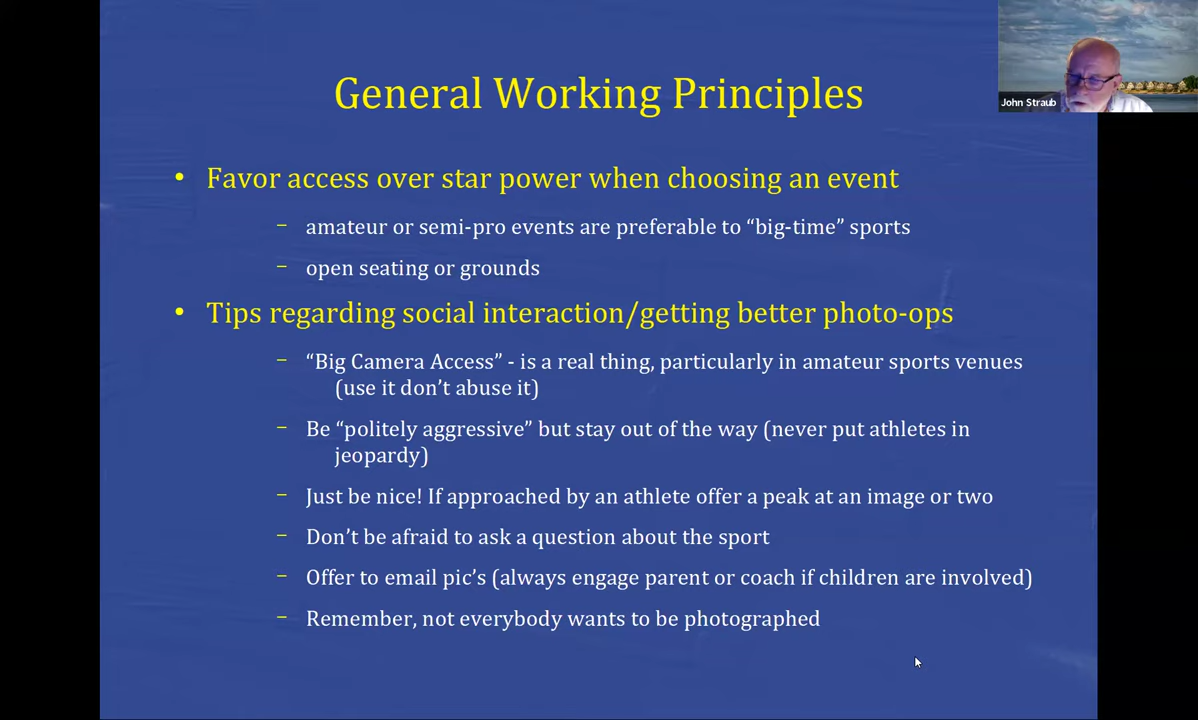 General Working Principles
John Straub
• Favor access over star power when choosing an event
– amateur or semi-pro events are preferable to “big-time” sports
– open seating or grounds
• Tips regarding social interaction/getting better photo-ops
– “Big Camera Access” - is a real thing, particularly in amateur sports venues
(use it don’t abuse it)
– Be “politely aggressive” but stay out of the way (never put athletes in
jeopardy)
– Just be nice! If approached by an athlete offer a peak at an image or two
– Don’t be afraid to ask a question about the sport
– Offer to email pic’s (always engage parent or coach if children are involved)
– Remember, not everybody wants to be photographed